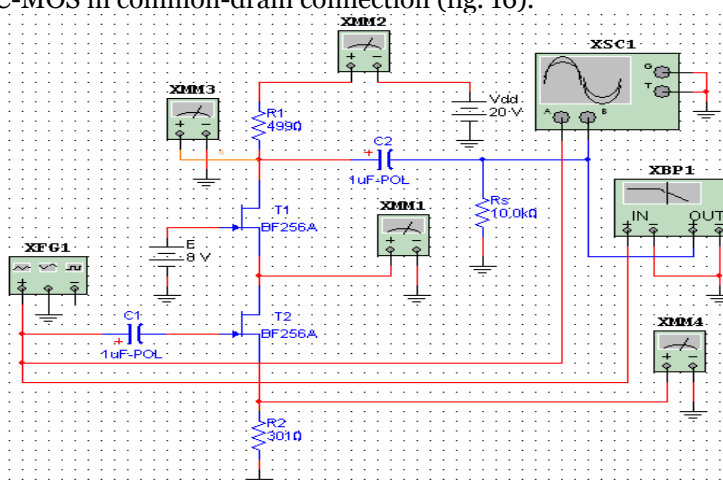 C-MOS in common-drain connection (fig. 16).
XMM2
XSC1
G
T
A
B
XMM3
R1
499Ω
Vdd
20 V
C2
1uF-POL
XBP1
IN
OUT
Rs
10,0kΩ
XMM1
T1
BF256A
E
-8 V
XFG1
C1
1uF-POL
T2
BF256A
XMM4
R2
301Ω